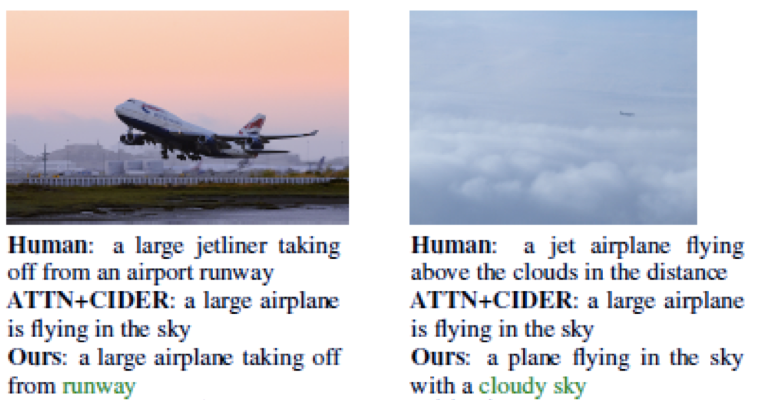 Human: a large jetliner taking
off from an airport runway
ATTN+CIDER: a large airplane
is flying in the sky
Ours: a large airplane taking off
from runway
Human: a jet airplane flying
above the clouds in the distance
ATTN+CIDER: a large airplane
is flying in the sky
Ours: a plane flying in the sky
with a cloudy sky